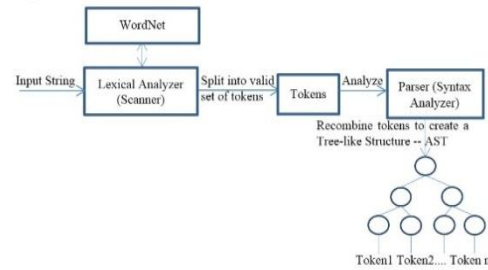 WordNet
Input String
Lexical Analyzer
(Scanner)
Split into valid
set of tokens
Tokens
Analyze
Parser (Syntax
Analyzer)
Recombine tokens to create a
Tree-like Structure -- AST
Token1 Token2.... Token n